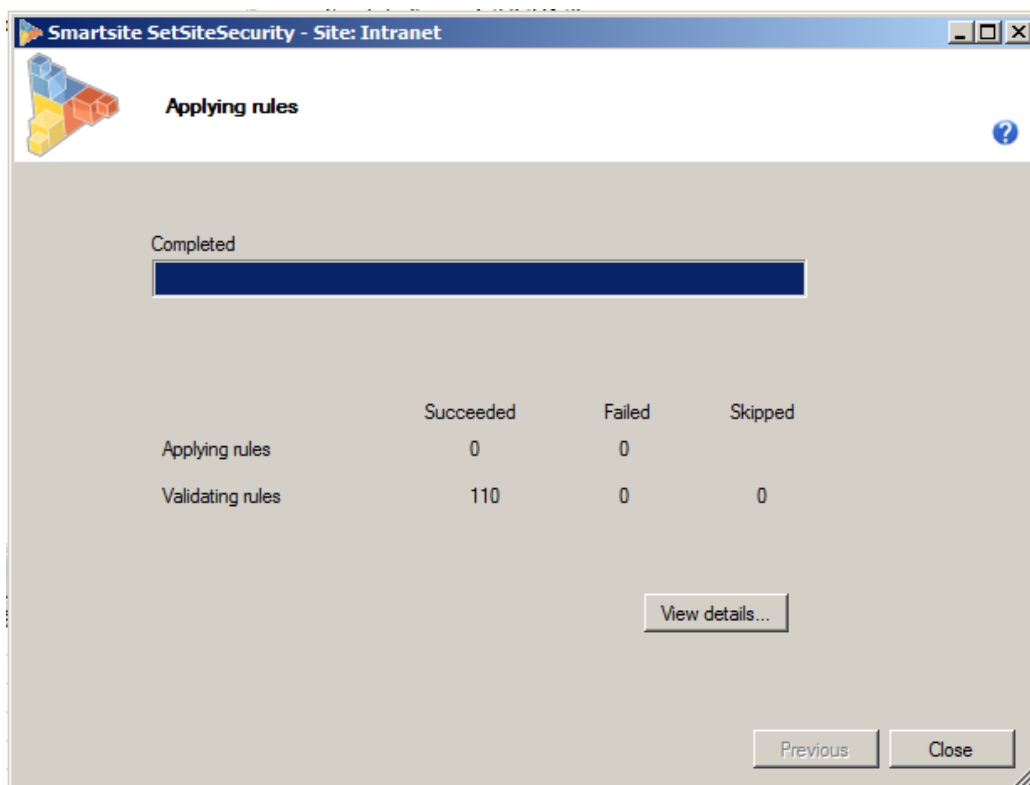 Smartsite SetSiteSecurity - Site: Intranet
Applying rules
Completed
Succeeded Failed Skipped
Applying rules 0 0
Validating rules 110 0 0
View details...
Previous Close